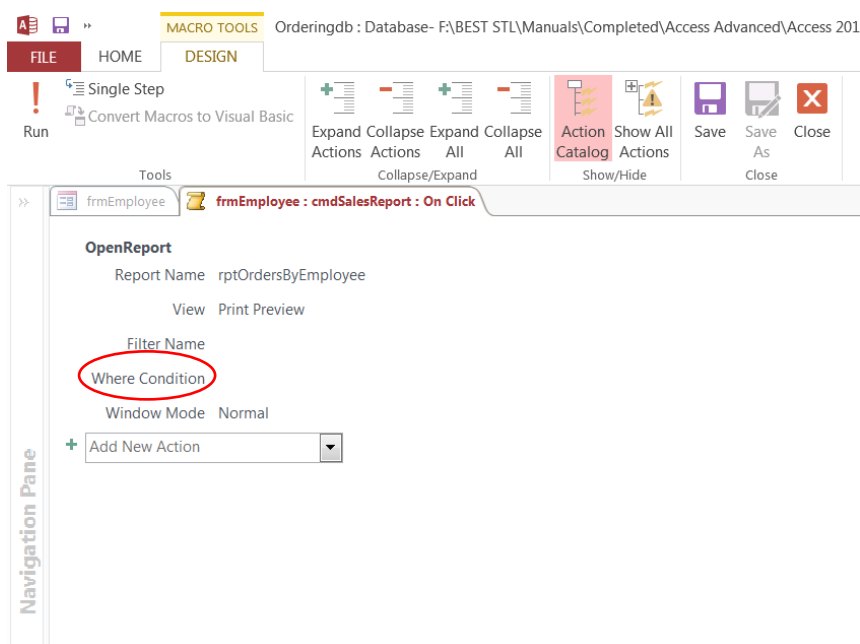 MACRO TOOLS Orderingdb : Database- F:\BEST STL\Manuals\Completed\Access Advanced\Access 201
FILE HOME DESIGN
Run
Single Step
Convert Macros to Visual Basic
Tools
Expand Actions
Collapse Actions
Expand All
Collapse All
Collapse/Expand
Action Catalog
Show All Actions
Show/Hide
Save
Save As
Close
Close
frmEmployee
frmEmployee : cmdSalesReport : On Click
OpenReport
Report Name rptOrdersByEmployee
View Print Preview
Filter Name
Where Condition
Window Mode Normal
Add New Action
Navigation Pane